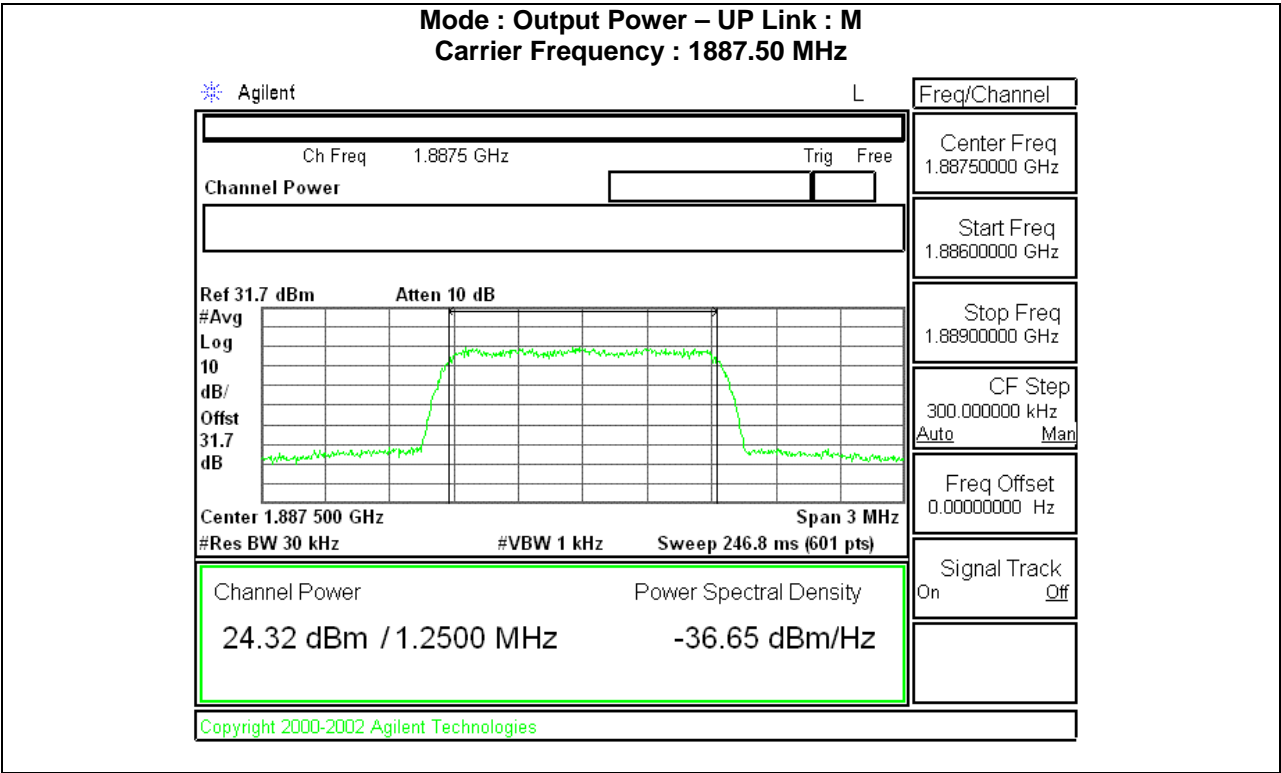 Mode : Output Power – UP Link : M
Carrier Frequency : 1887.50 MHz
Agilent L
Freq/Channel
Ch Freq 1.8875 GHz Trig Free
Channel Power
Center Freq
1.88750000 GHz
Start Freq
1.88600000 GHz
Stop Freq
1.88900000 GHz
CF Step
300.000000 kHz
Auto Man
Freq Offset
0.00000000 Hz
Signal Track
On Off
Ref 31.7 dBm Atten 10 dB
#Avg
Log
10
dB/
Offst
31.7
dB
Center 1.887 500 GHz Span 3 MHz
#Res BW 30 kHz #VBW 1 kHz Sweep 246.8 ms (601 pts)
Channel Power Power Spectral Density
24.32 dBm / 1.2500 MHz -36.65 dBm/Hz
Copyright 2000-2002 Agilent Technologies